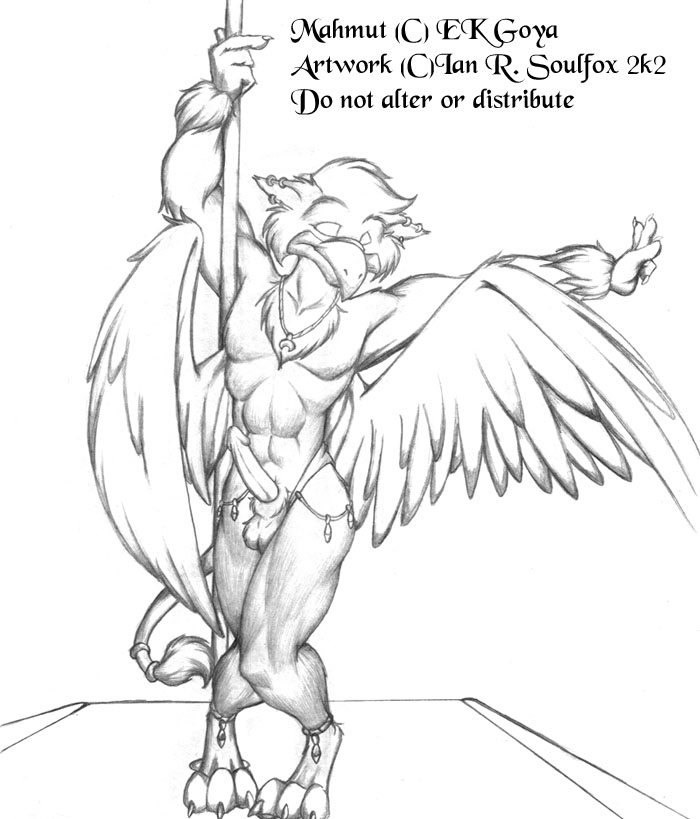 Mahmut (C) EK Goya
Artwork (C)Ian R. Soulfox 2k2
Do not alter or distribute